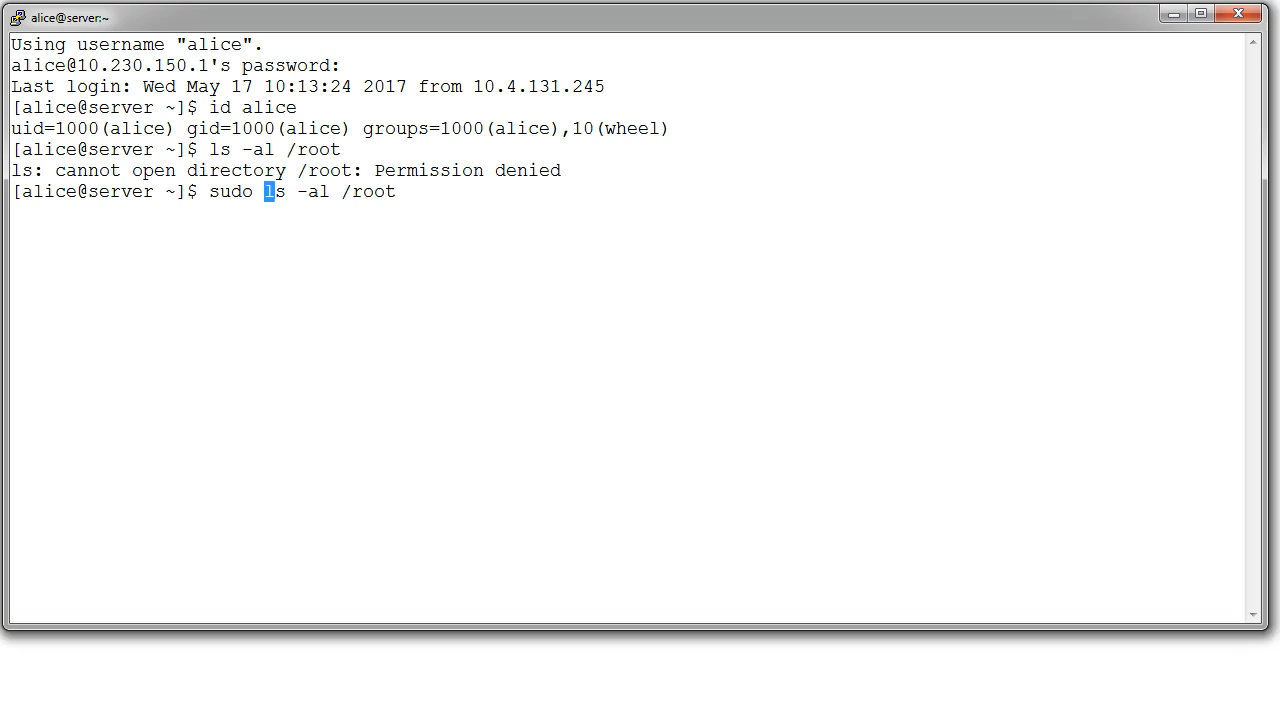 alice@server:~
Using username "alice".
alice@10.230.150.1's password:
Last login: Wed May 17 10:13:24 2017 from 10.4.131.245
[alice@server ~]$ id alice
uid=1000(alice) gid=1000(alice) groups=1000(alice),10(wheel)
[alice@server ~]$ ls -al /root
ls: cannot open directory /root: Permission denied
[alice@server ~]$ sudo ls -al /root